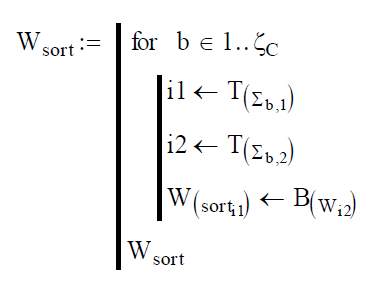 W_sort := for b ∈ 1..ζ_C
i1 ← T_(Σ_b,1)
i2 ← T_(Σ_b,2)
W_(sort_i1) ← B_(W_i2)
W_sort